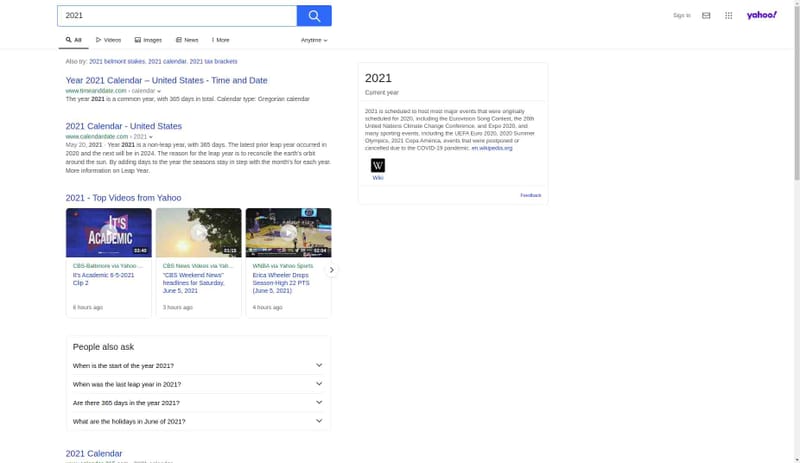 2021
Sign in
yahoo!
All
Videos
Images
News
More
Anytime
Also try: 2021 belmont stakes, 2021 calendar, 2021 tax brackets
Year 2021 Calendar – United States - Time and Date
www.timeanddate.com › calendar
The year 2021 is a common year, with 365 days in total. Calendar type: Gregorian calendar
2021 Calendar - United States
www.calendardate.com › 2021
May 20, 2021 · Year 2021 is a non-leap year, with 365 days. The latest prior leap year occurred
in 2020 and the next will be in 2024. The reason for the leap year is to reconcile the earth's orbit
around the sun. By adding days to the year the seasons stay in step with the month's for each year.
More Information on Leap Year.
2021 - Top Videos from Yahoo
IT'S
ACADEMIC
03:40
CBS-Baltimore via Yahoo ...
It's Academic 6-5-2021
Clip 2
6 hours ago
01:15
CBS News Videos via Yah...
"CBS Weekend News"
headlines for Saturday,
June 5, 2021
3 hours ago
02:04
WNBA via Yahoo Sports
Erica Wheeler Drops
Season-High 22 PTS
(June 5, 2021)
4 hours ago
People also ask
When is the start of the year 2021?
When was the last leap year in 2021?
Are there 365 days in the year 2021?
What are the holidays in June of 2021?
2021 Calendar
2021
Current year
2021 is scheduled to host most major events that were originally
scheduled for 2020, including the Eurovision Song Contest, the 26th
United Nations Climate Change Conference, and Expo 2020, and
many sporting events, including the UEFA Euro 2020, 2020 Summer
Olympics, 2021 Copa América, events that were postponed or
cancelled due to the COVID-19 pandemic. en.wikipedia.org
W
Wiki
Feedback